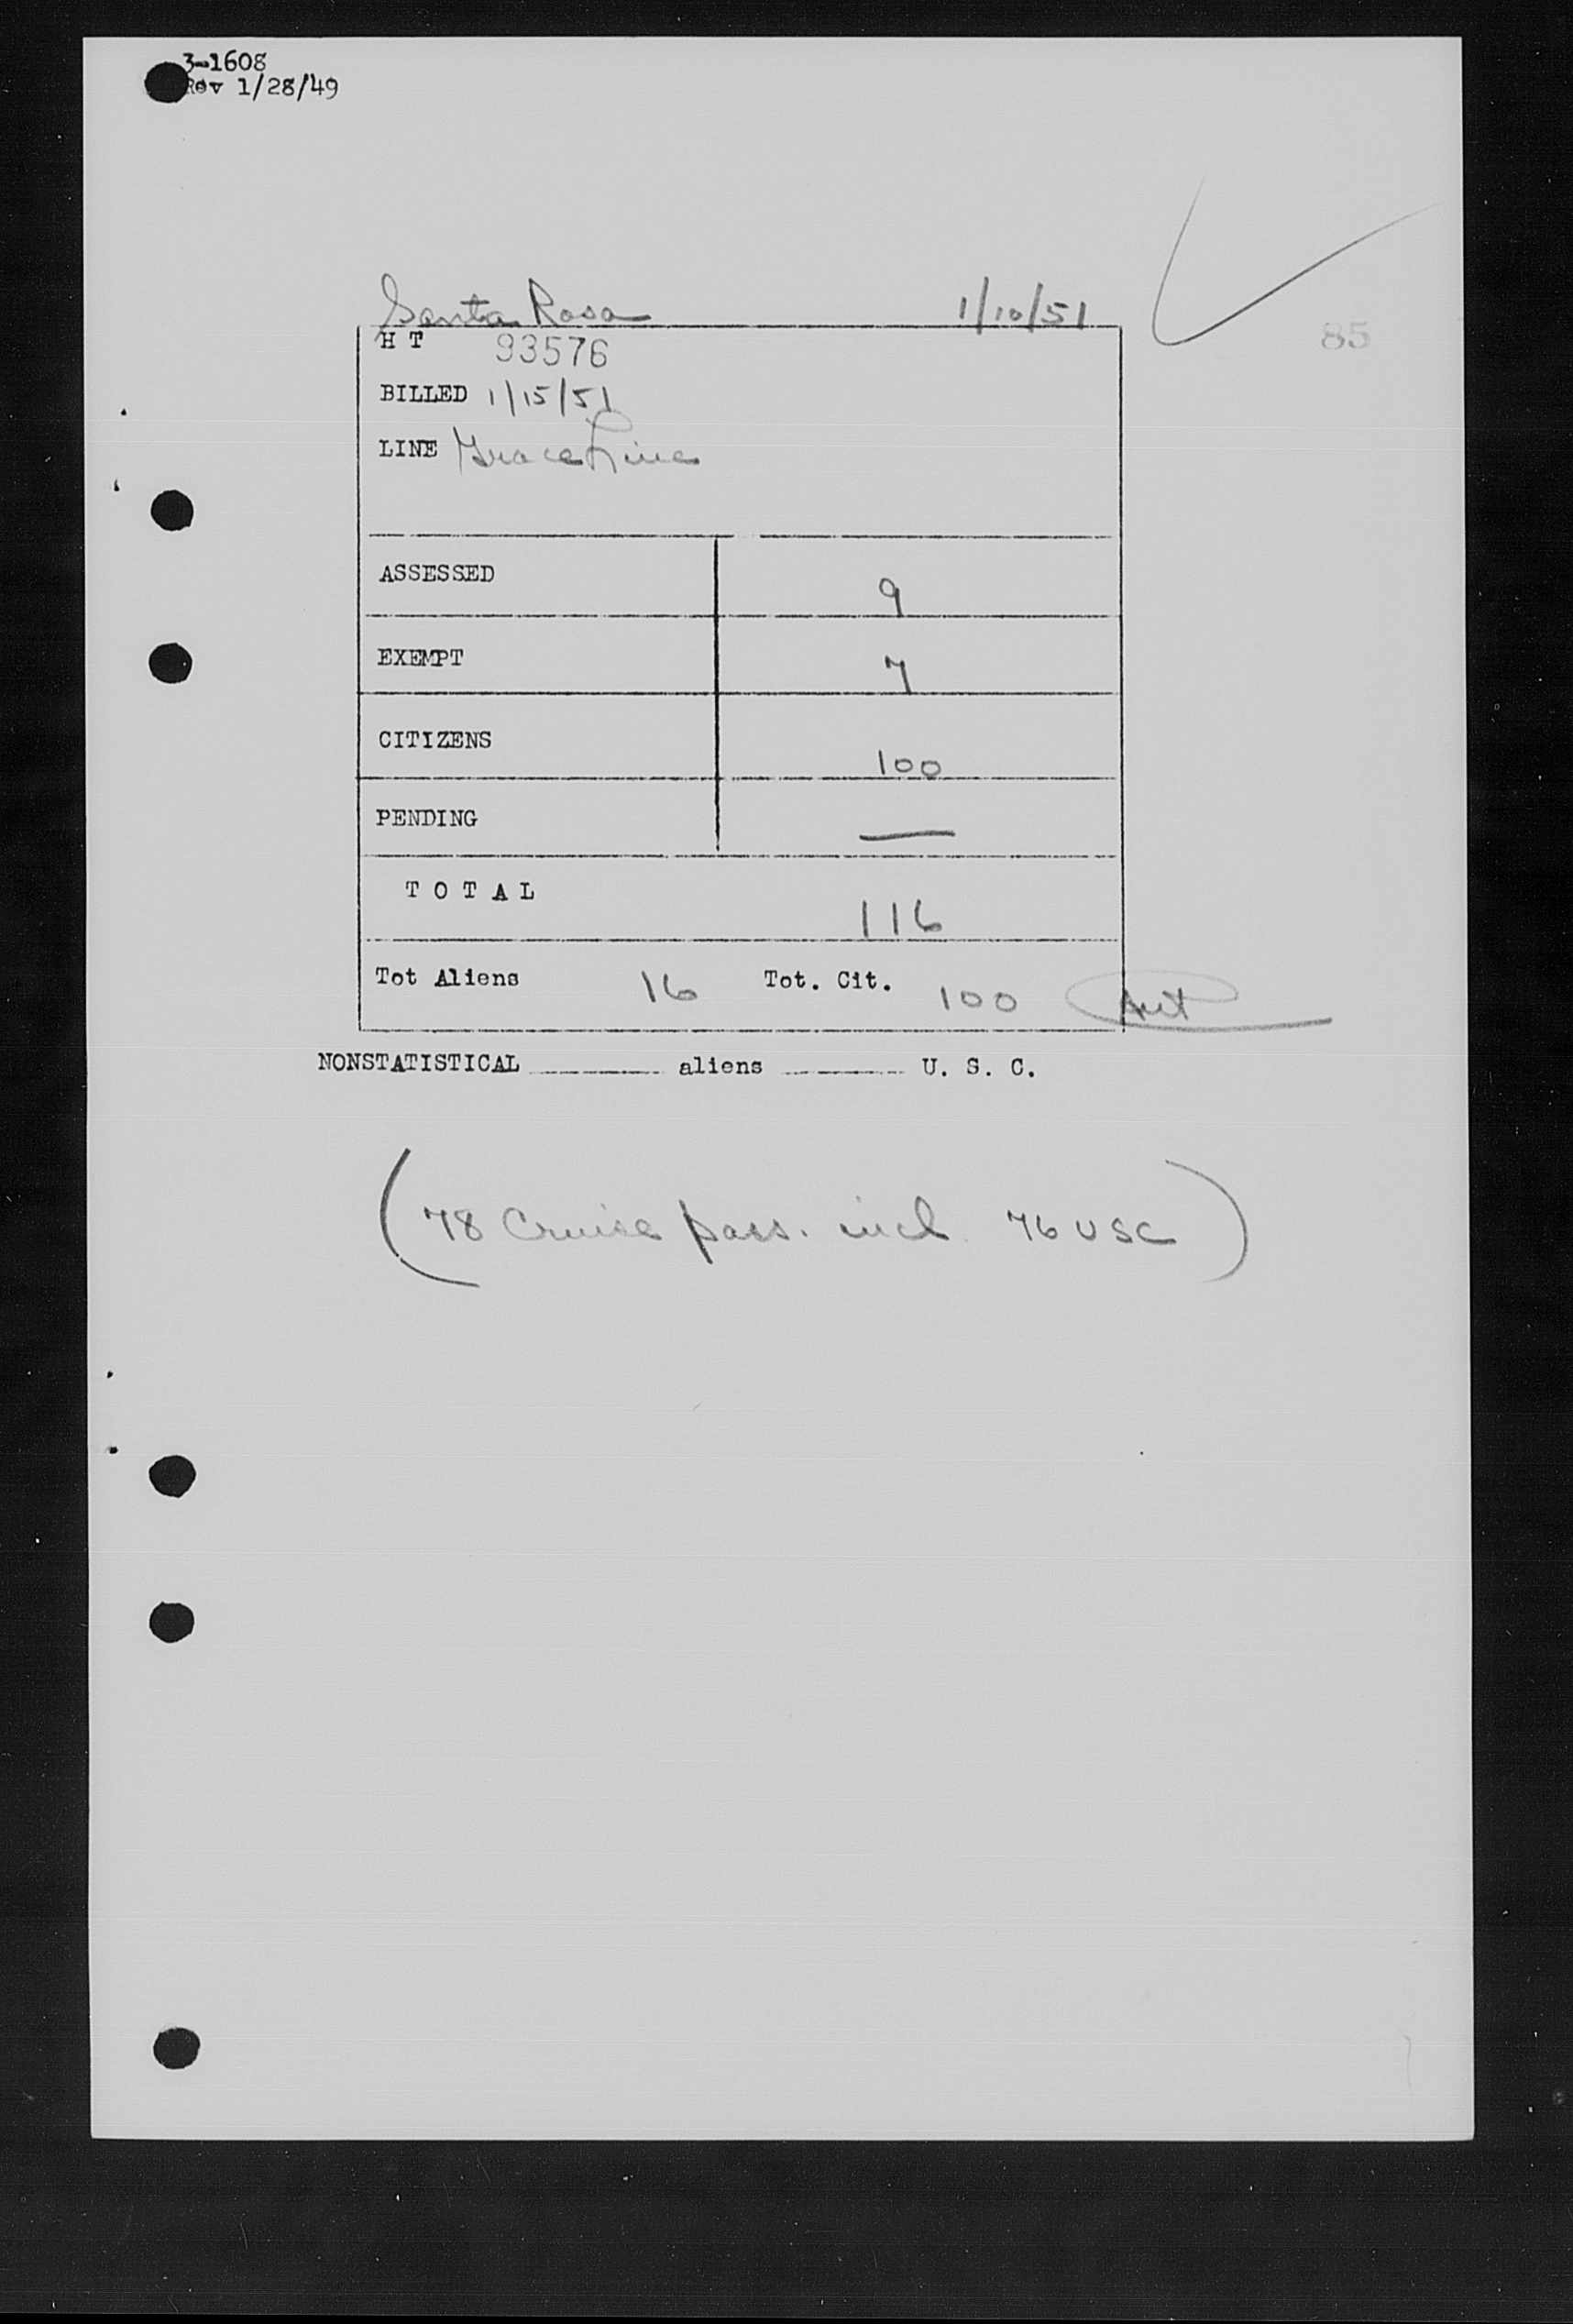 3-1608
Rev 1/28/49
Santa Rosa 1/10/51
85
H T 93576
BILLED 1/15/51
LINE Grace Line
ASSESSED 9
EXEMPT 7
CITIZENS 100
PENDING —
T O T A L 116
Tot Aliens 16 Tot. Cit. 100
NONSTATISTICAL ________ aliens ________ U. S. C.
(78 Cruise pass. incl. 76 USC)